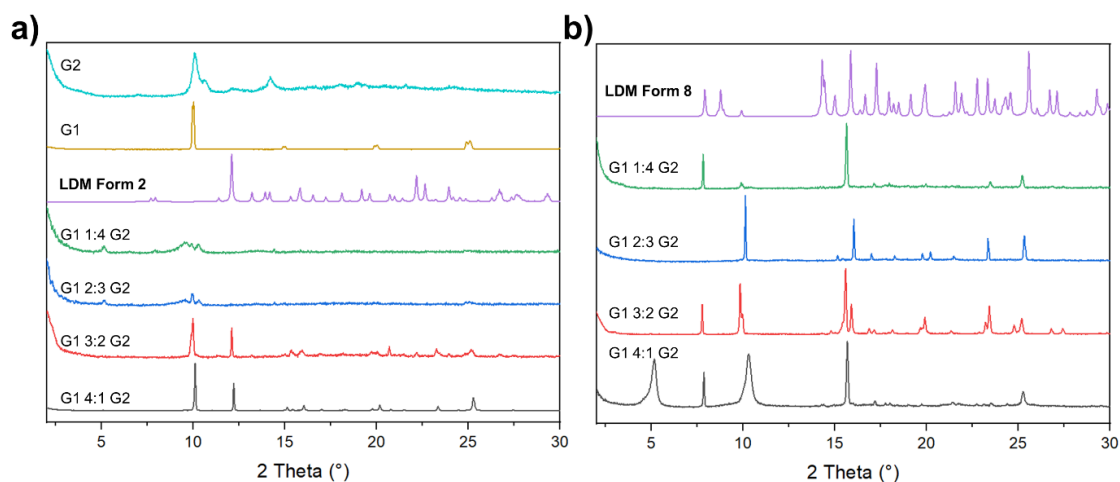 a)
G2
G1
LDM Form 2
G1 1:4 G2
G1 2:3 G2
G1 3:2 G2
G1 4:1 G2
5 10 15 20 25 30
2 Theta (°)
b)
LDM Form 8
G1 1:4 G2
G1 2:3 G2
G1 3:2 G2
G1 4:1 G2
5 10 15 20 25 30
2 Theta (°)